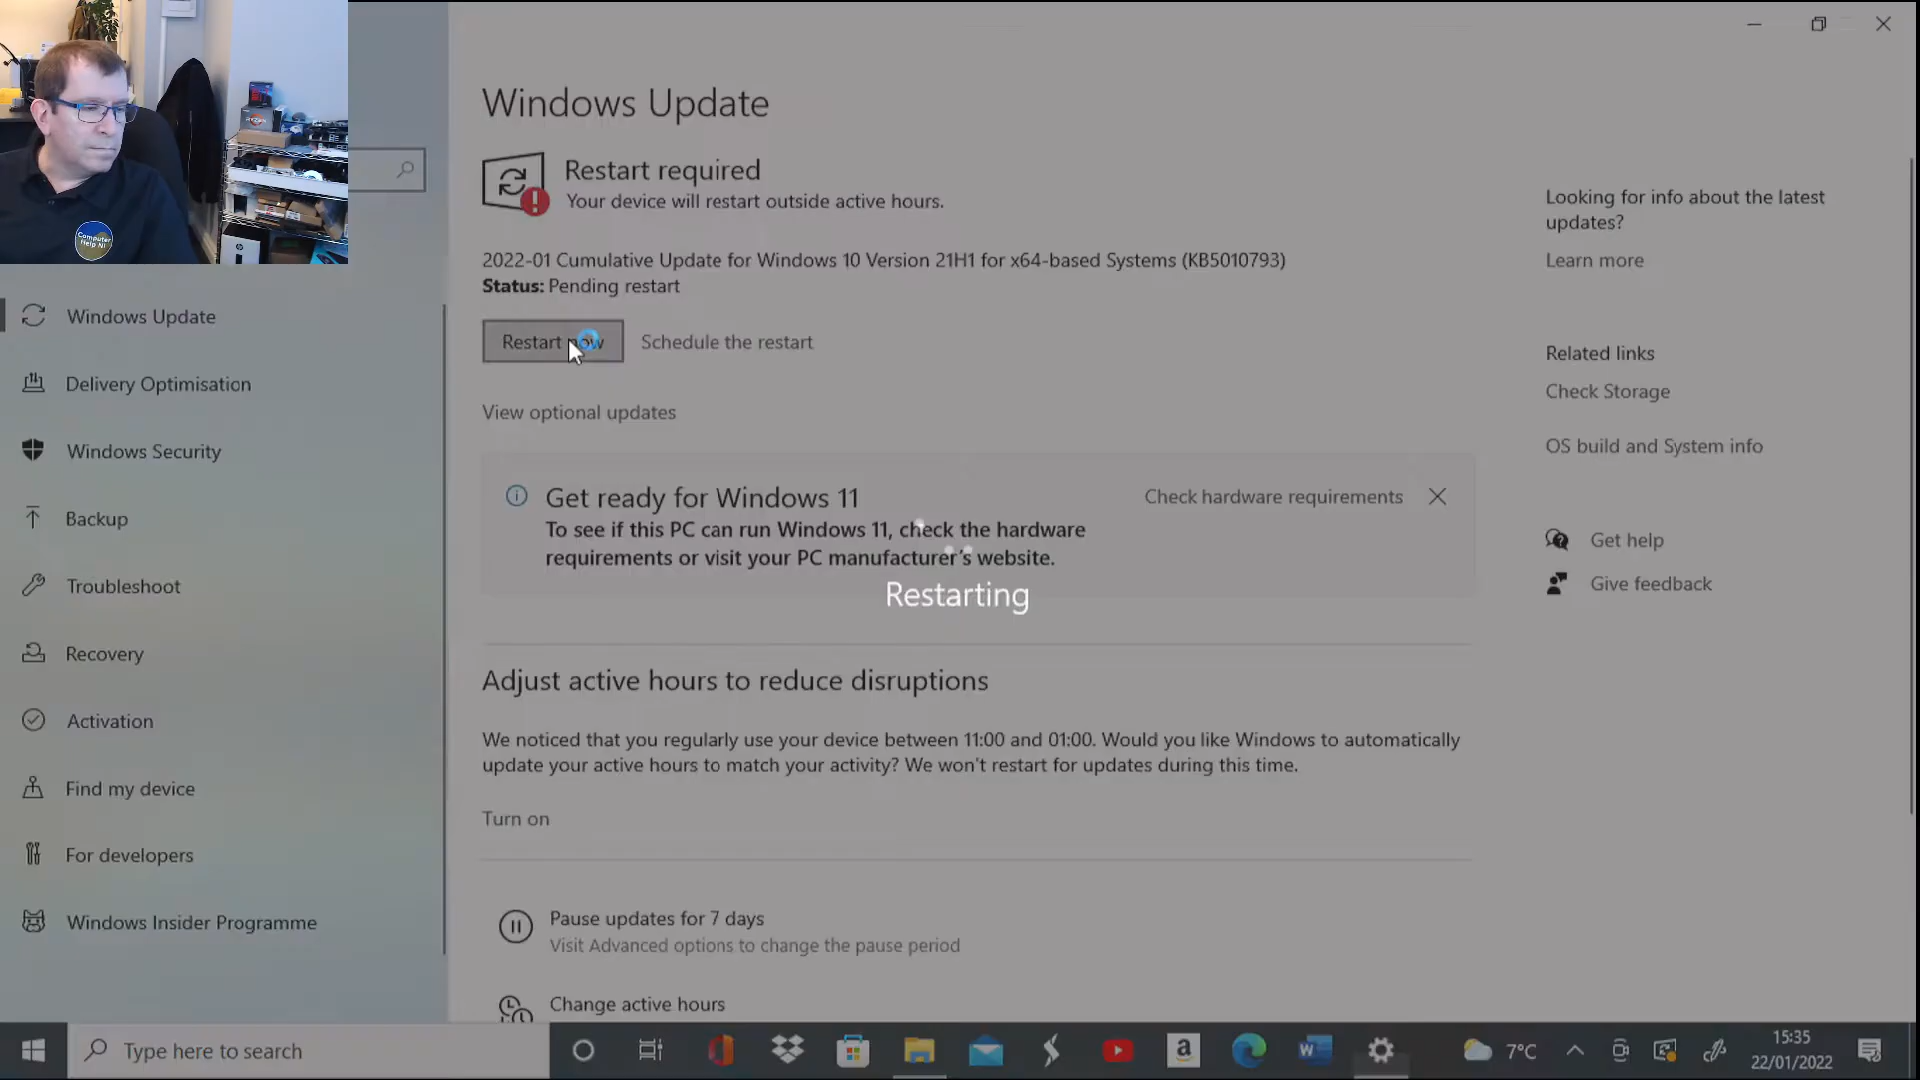 Windows Update
Restart required
Your device will restart outside active hours.
2022-01 Cumulative Update for Windows 10 Version 21H1 for x64-based Systems (KB5010793)
Status: Pending restart
Restart now
Schedule the restart
View optional updates
Get ready for Windows 11
Check hardware requirements
To see if this PC can run Windows 11, check the hardware
requirements or visit your PC manufacturer's website.
Restarting
Adjust active hours to reduce disruptions
We noticed that you regularly use your device between 11:00 and 01:00. Would you like Windows to automatically
update your active hours to match your activity? We won't restart for updates during this time.
Turn on
Pause updates for 7 days
Visit Advanced options to change the pause period
Change active hours
Looking for info about the latest
updates?
Learn more
Related links
Check Storage
OS build and System info
Get help
Give feedback
Computer
Help NI
RYZEN
hp
Windows Update
Delivery Optimisation
Windows Security
Backup
Troubleshoot
Recovery
Activation
Find my device
For developers
Windows Insider Programme
Type here to search
a
W
7°C
15:35
22/01/2022